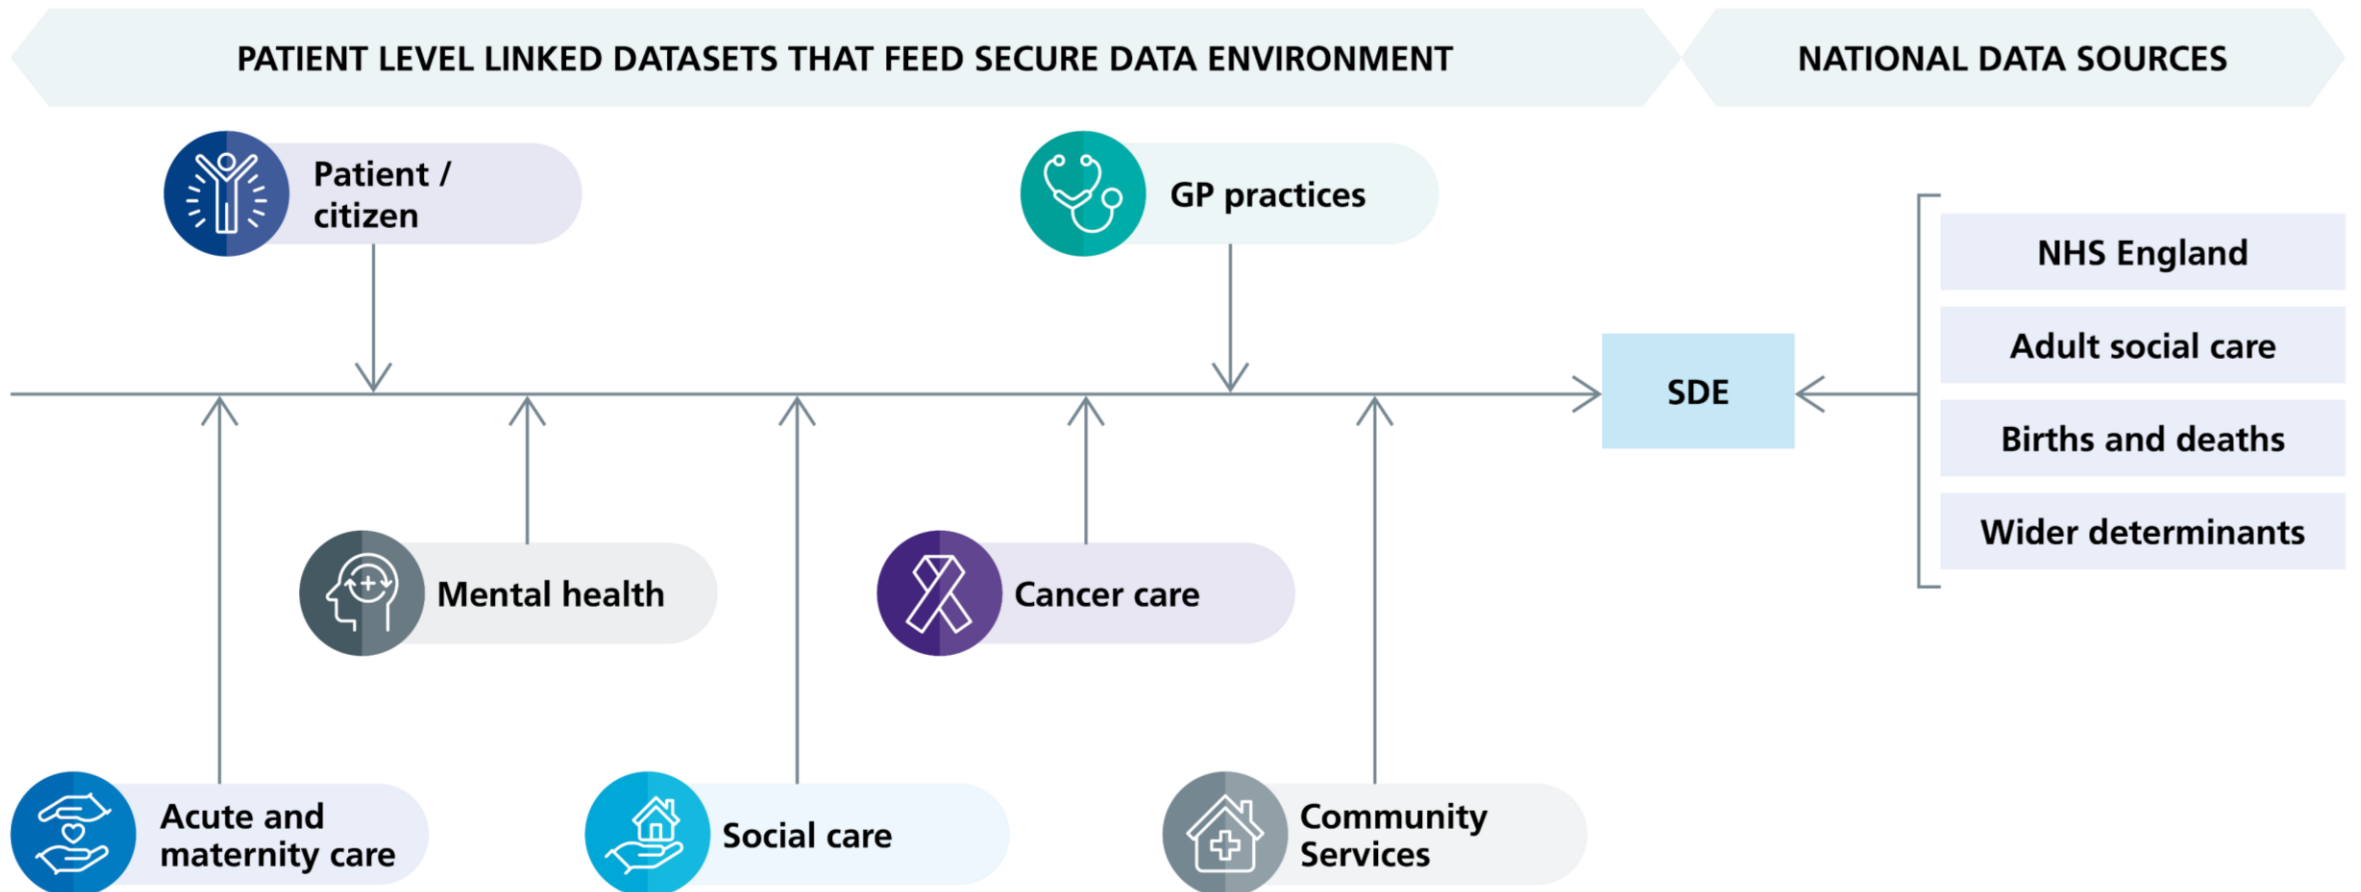 PATIENT LEVEL LINKED DATASETS THAT FEED SECURE DATA ENVIRONMENT
NATIONAL DATA SOURCES
Patient /
citizen
GP practices
NHS England
Adult social care
SDE
Births and deaths
Wider determinants
Mental health
Cancer care
Acute and
maternity care
Social care
Community
Services